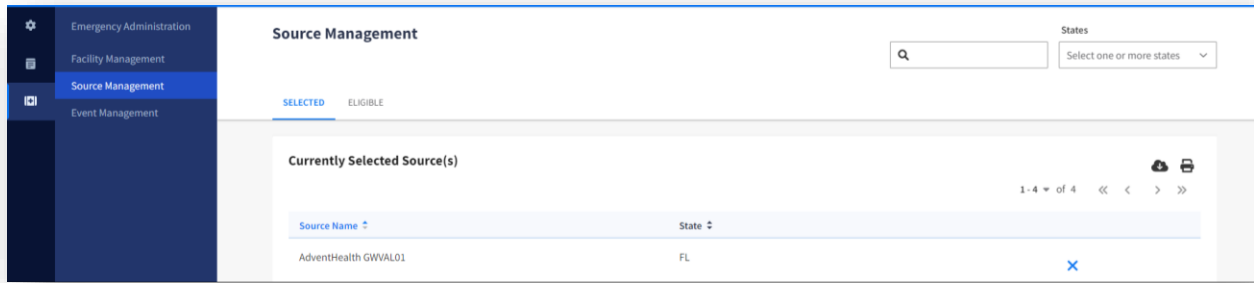 Emergency Administration
Facility Management
Source Management
Event Management
Source Management
States
Select one or more states
SELECTED ELIGIBLE
Currently Selected Source(s)
1 - 4 of 4
Source Name State
AdventHealth GWVAL01 FL